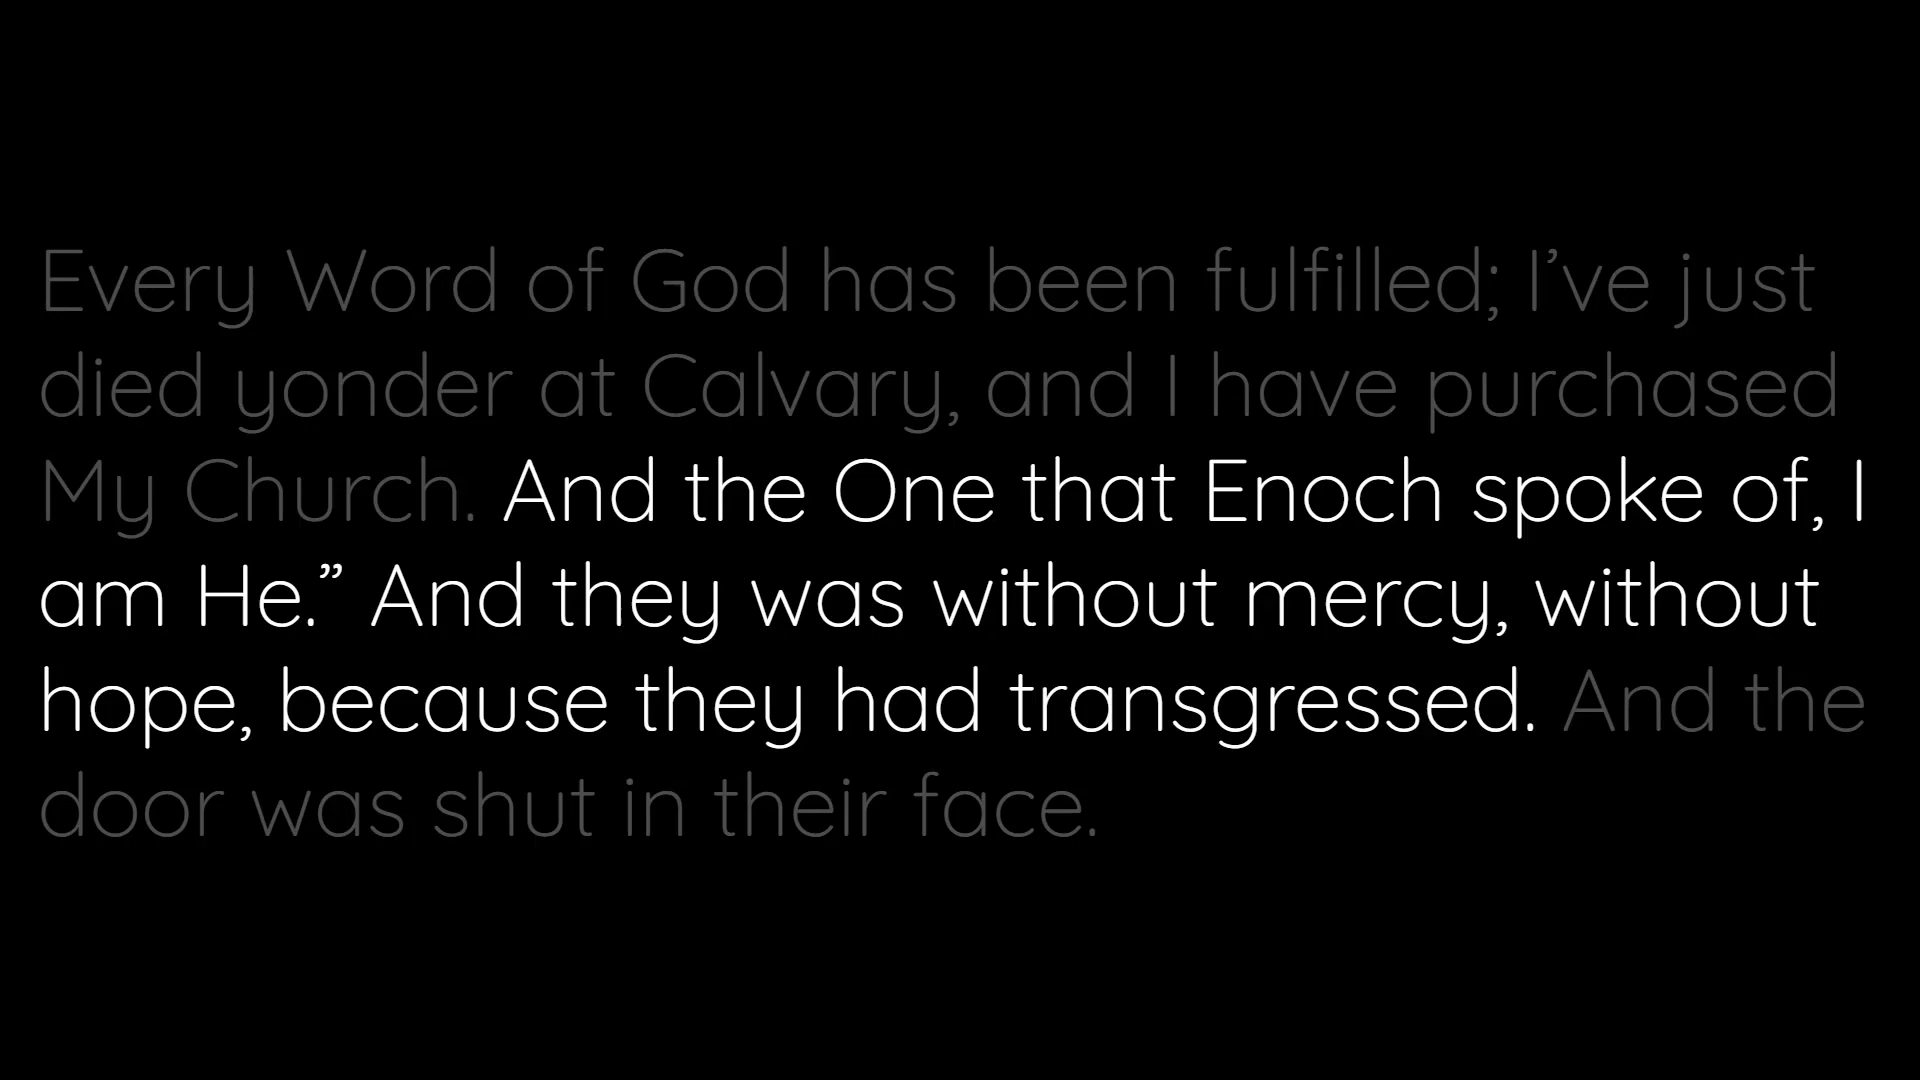 Every Word of God has been fulfilled; I’ve just
died yonder at Calvary, and I have purchased
My Church. And the One that Enoch spoke of, I
am He.” And they was without mercy, without
hope, because they had transgressed. And the
door was shut in their face.